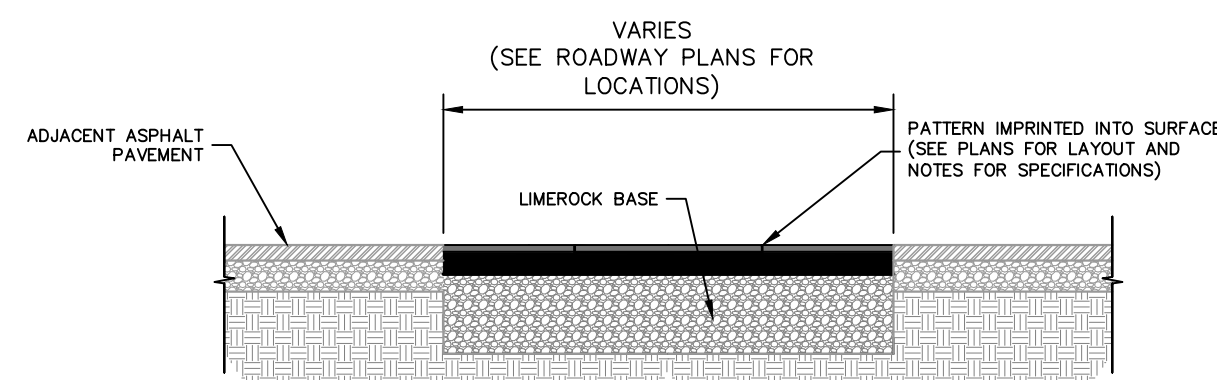 VARIES
(SEE ROADWAY PLANS FOR
LOCATIONS)
ADJACENT ASPHALT
PAVEMENT
PATTERN IMPRINTED INTO SURFACE
(SEE PLANS FOR LAYOUT AND
NOTES FOR SPECIFICATIONS)
LIMEROCK BASE